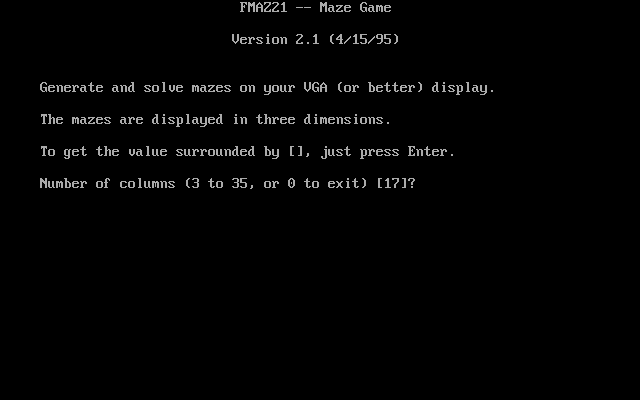 FMAZ21 -- Maze Game
Version 2.1 (4/15/95)
Generate and solve mazes on your VGA (or better) display.
The mazes are displayed in three dimensions.
To get the value surrounded by [], just press Enter.
Number of columns (3 to 35, or 0 to exit) [17]?